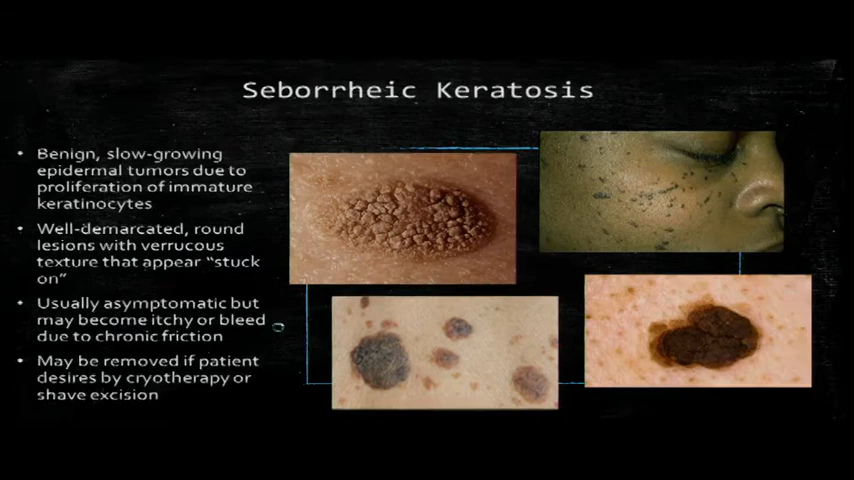 Seborrheic Keratosis
• Benign, slow-growing
epidermal tumors due to
proliferation of immature
keratinocytes
• Well-demarcated, round
lesions with verrucous
texture that appear "stuck
on"
• Usually asymptomatic but
may become itchy or bleed
due to chronic friction
• May be removed if patient
desires by cryotherapy or
shave excision